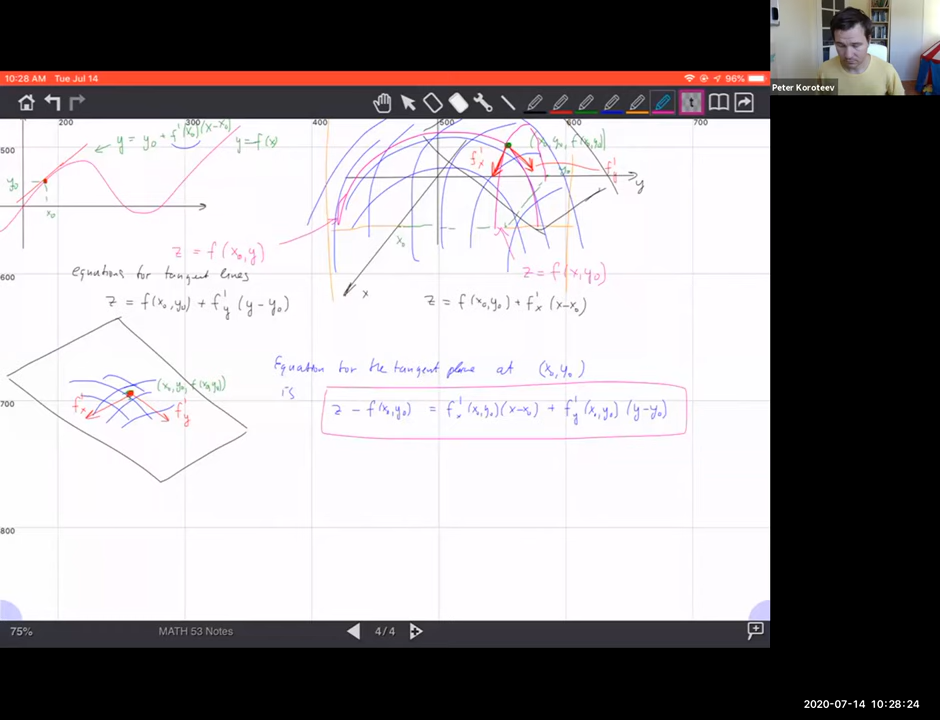 10:28 AM Tue Jul 14
96%
Peter Koroteev
t
200
300
400
500
600
700
500
y = y₀ + f'(x₀)(x-x₀)
y=f(x)
y₀
x₀
(x₀, y₀, f(x₀,y₀))
f'ₓ
y₀
f'ᵧ
y
x₀
x
z = f(x₀,y)
z = f(x,y₀)
equations for tangent lines
600
z = f(x₀,y₀) + f'ᵧ (y-y₀)
z = f(x₀,y₀) + f'ₓ (x-x₀)
Equation for the tangent plane at (x₀,y₀)
is
(x₀, y₀, f(x₀,y₀))
f'ₓ
f'ᵧ
700
z - f(x₀,y₀) = f'ₓ(x₀,y₀)(x-x₀) + f'ᵧ(x₀,y₀)(y-y₀)
800
75%
MATH 53 Notes
4/4
2020-07-14 10:28:24